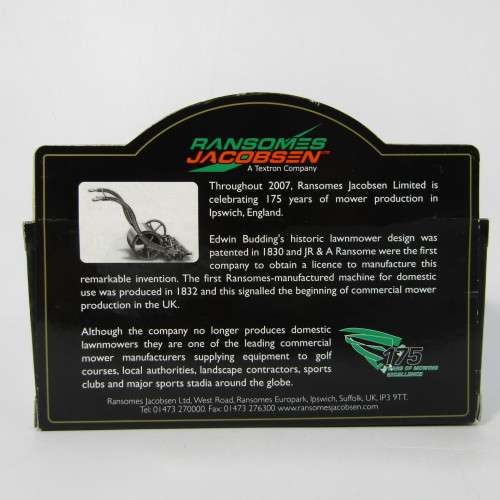 RANSOMES
JACOBSEN™
A Textron Company
Throughout 2007, Ransomes Jacobsen Limited is
celebrating 175 years of mower production in
Ipswich, England.
Edwin Budding's historic lawnmower design was
patented in 1830 and JR & A Ransome were the first
company to obtain a licence to manufacture this
remarkable invention. The first Ransomes-manufactured machine for domestic
use was produced in 1832 and this signalled the beginning of commercial mower
production in the UK.
Although the company no longer produces domestic
lawnmowers they are one of the leading commercial
mower manufacturers supplying equipment to golf
courses, local authorities, landscape contractors, sports
clubs and major sports stadia around the globe.
175
YEARS OF MOWING
EXCELLENCE
Ransomes Jacobsen Ltd, West Road, Ransomes Europark, Ipswich, Suffolk, UK, IP3 9TT.
Tel: 01473 270000. Fax: 01473 276300 www.ransomesjacobsen.com